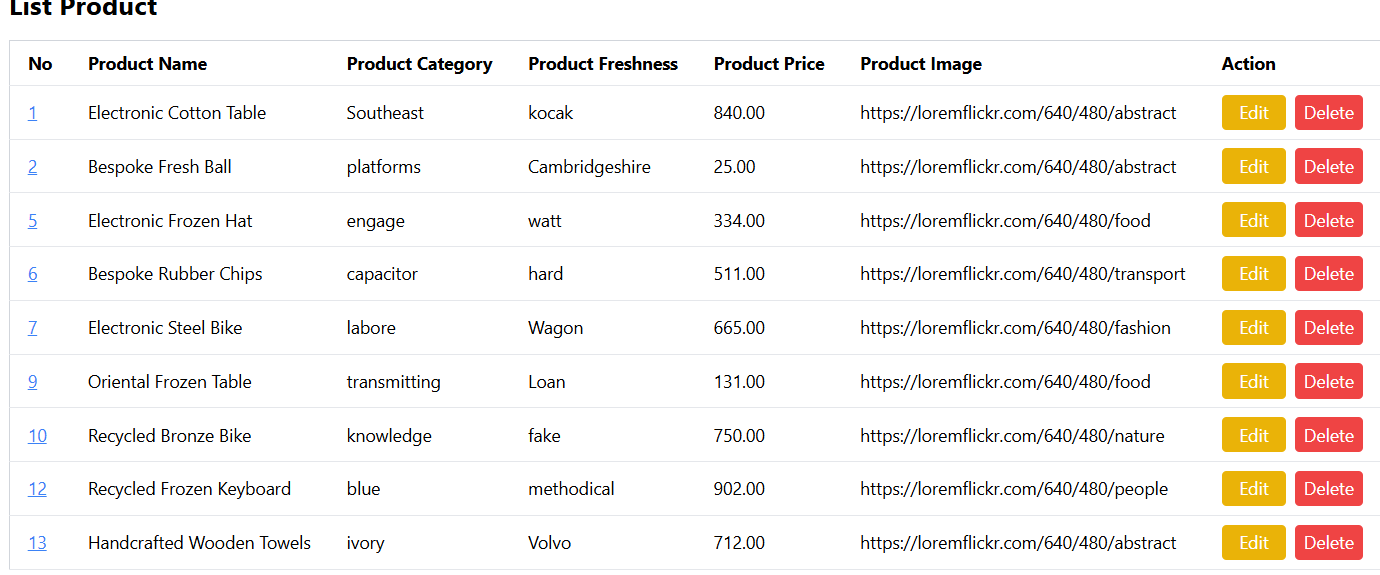 List Product
No Product Name Product Category Product Freshness Product Price Product Image Action
1 Electronic Cotton Table Southeast kocak 840.00 https://loremflickr.com/640/480/abstract Edit Delete
2 Bespoke Fresh Ball platforms Cambridgeshire 25.00 https://loremflickr.com/640/480/abstract Edit Delete
5 Electronic Frozen Hat engage watt 334.00 https://loremflickr.com/640/480/food Edit Delete
6 Bespoke Rubber Chips capacitor hard 511.00 https://loremflickr.com/640/480/transport Edit Delete
7 Electronic Steel Bike labore Wagon 665.00 https://loremflickr.com/640/480/fashion Edit Delete
9 Oriental Frozen Table transmitting Loan 131.00 https://loremflickr.com/640/480/food Edit Delete
10 Recycled Bronze Bike knowledge fake 750.00 https://loremflickr.com/640/480/nature Edit Delete
12 Recycled Frozen Keyboard blue methodical 902.00 https://loremflickr.com/640/480/people Edit Delete
13 Handcrafted Wooden Towels ivory Volvo 712.00 https://loremflickr.com/640/480/abstract Edit Delete